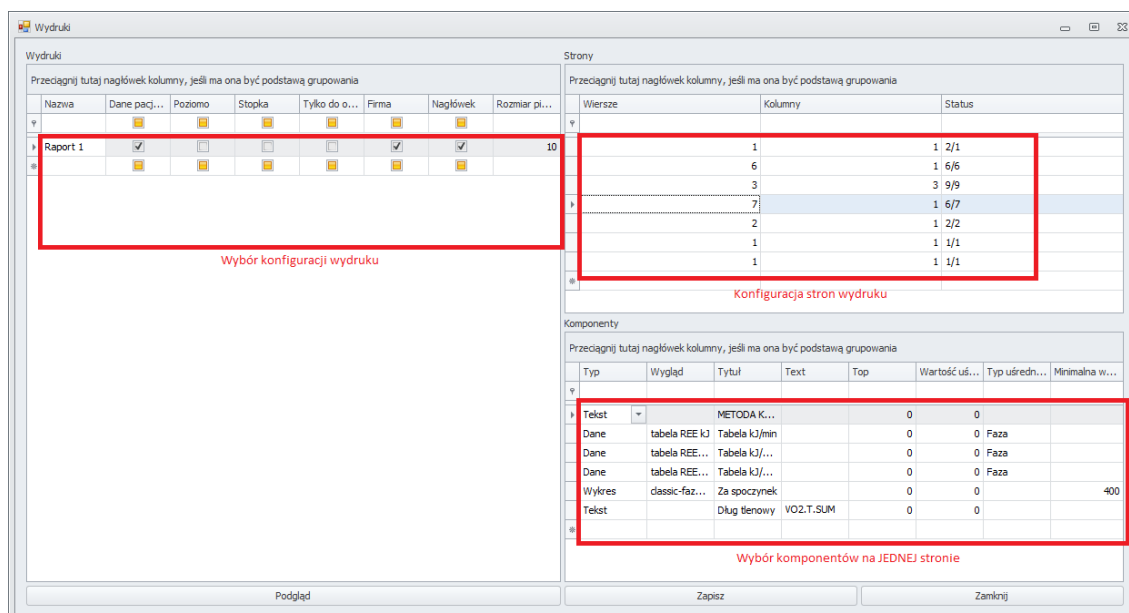 Wydruki
Wydruki
Przeciągnij tutaj nagłówek kolumny, jeśli ma ona być podstawą grupowania
Nazwa Dane pacj... Poziomo Stopka Tylko do o... Firma Nagłówek Rozmiar pi...
Raport 1 10
Wybór konfiguracji wydruku
Podgląd
Strony
Przeciągnij tutaj nagłówek kolumny, jeśli ma ona być podstawą grupowania
Wiersze Kolumny Status
1 1 2/1
6 1 6/6
3 3 9/9
7 1 6/7
2 1 2/2
1 1 1/1
1 1 1/1
Konfiguracja stron wydruku
Komponenty
Przeciągnij tutaj nagłówek kolumny, jeśli ma ona być podstawą grupowania
Typ Wygląd Tytuł Text Top Wartość uś... Typ uśredn... Minimalna w...
Tekst METODA K... 0 0
Dane tabela REE kJ Tabela kJ/min 0 0 Faza
Dane tabela REE... Tabela kJ/... 0 0 Faza
Dane tabela REE... Tabela kJ/... 0 0 Faza
Wykres classic-faz... Za spoczynek 0 0 400
Tekst Dług tlenowy VO2.T.SUM 0 0
Wybór komponentów na JEDNEJ stronie
Zapisz Zamknij